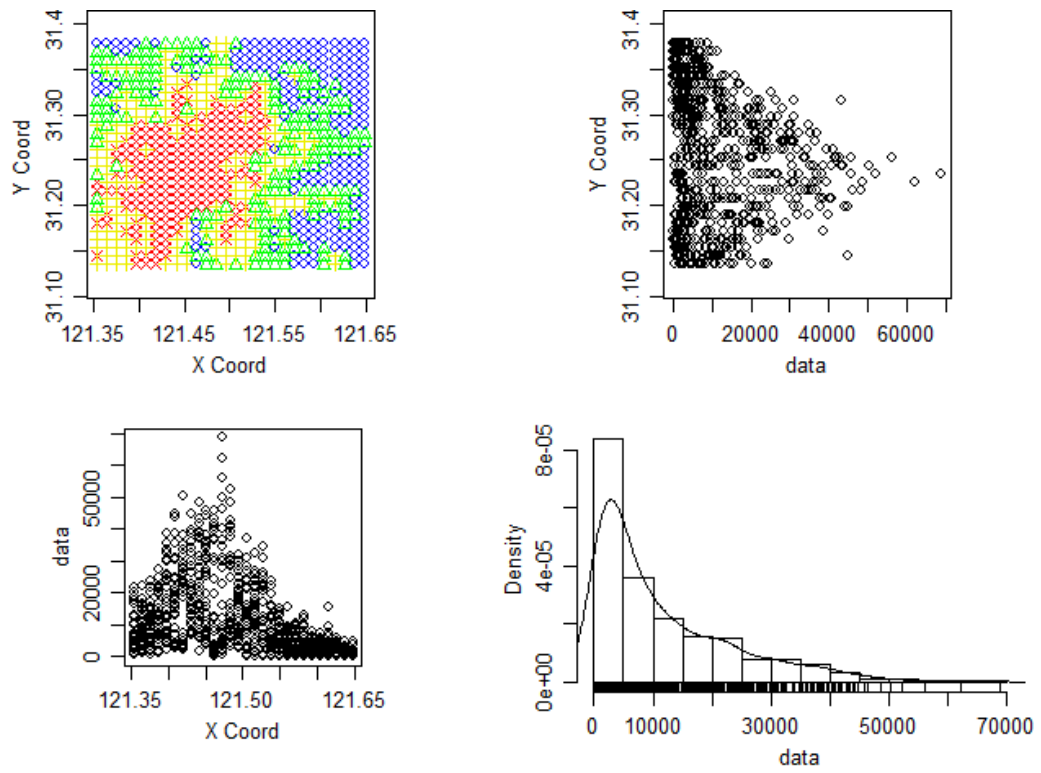 31.10 31.20 31.30 31.4
Y Coord
121.35 121.45 121.55 121.65
X Coord
31.10 31.20 31.30 31.4
Y Coord
0 20000 40000 60000
data
0 20000 50000
data
121.35 121.50 121.65
X Coord
0e+00 4e-05 8e-05
Density
0 10000 30000 50000 70000
data